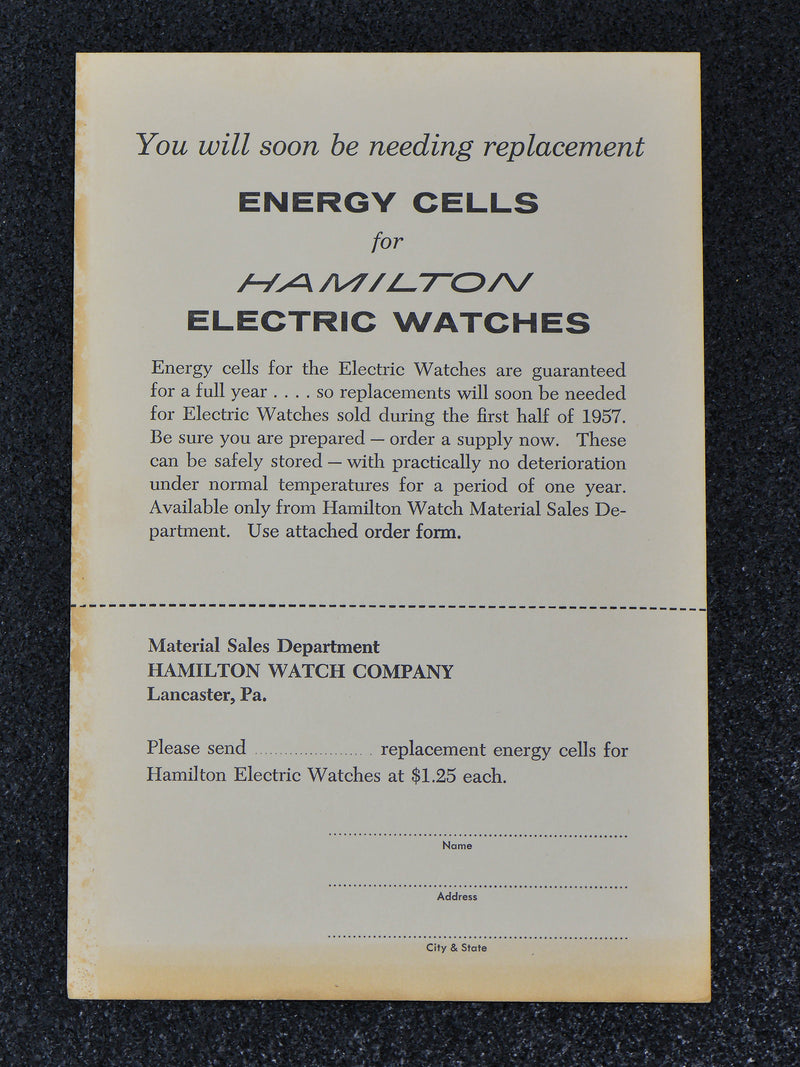 You will soon be needing replacement
ENERGY CELLS
for
HAMILTON
ELECTRIC WATCHES
Energy cells for the Electric Watches are guaranteed
for a full year . . . . so replacements will soon be needed
for Electric Watches sold during the first half of 1957.
Be sure you are prepared — order a supply now. These
can be safely stored — with practically no deterioration
under normal temperatures for a period of one year.
Available only from Hamilton Watch Material Sales De-
partment. Use attached order form.
Material Sales Department
HAMILTON WATCH COMPANY
Lancaster, Pa.
Please send ...................... replacement energy cells for
Hamilton Electric Watches at $1.25 each.
Name
Address
City & State